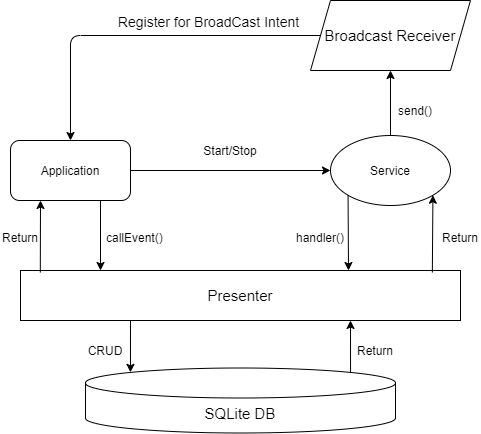 Register for BroadCast Intent
Broadcast Receiver
send()
Start/Stop
Application
Service
Return
callEvent()
handler()
Return
Presenter
CRUD
Return
SQLite DB